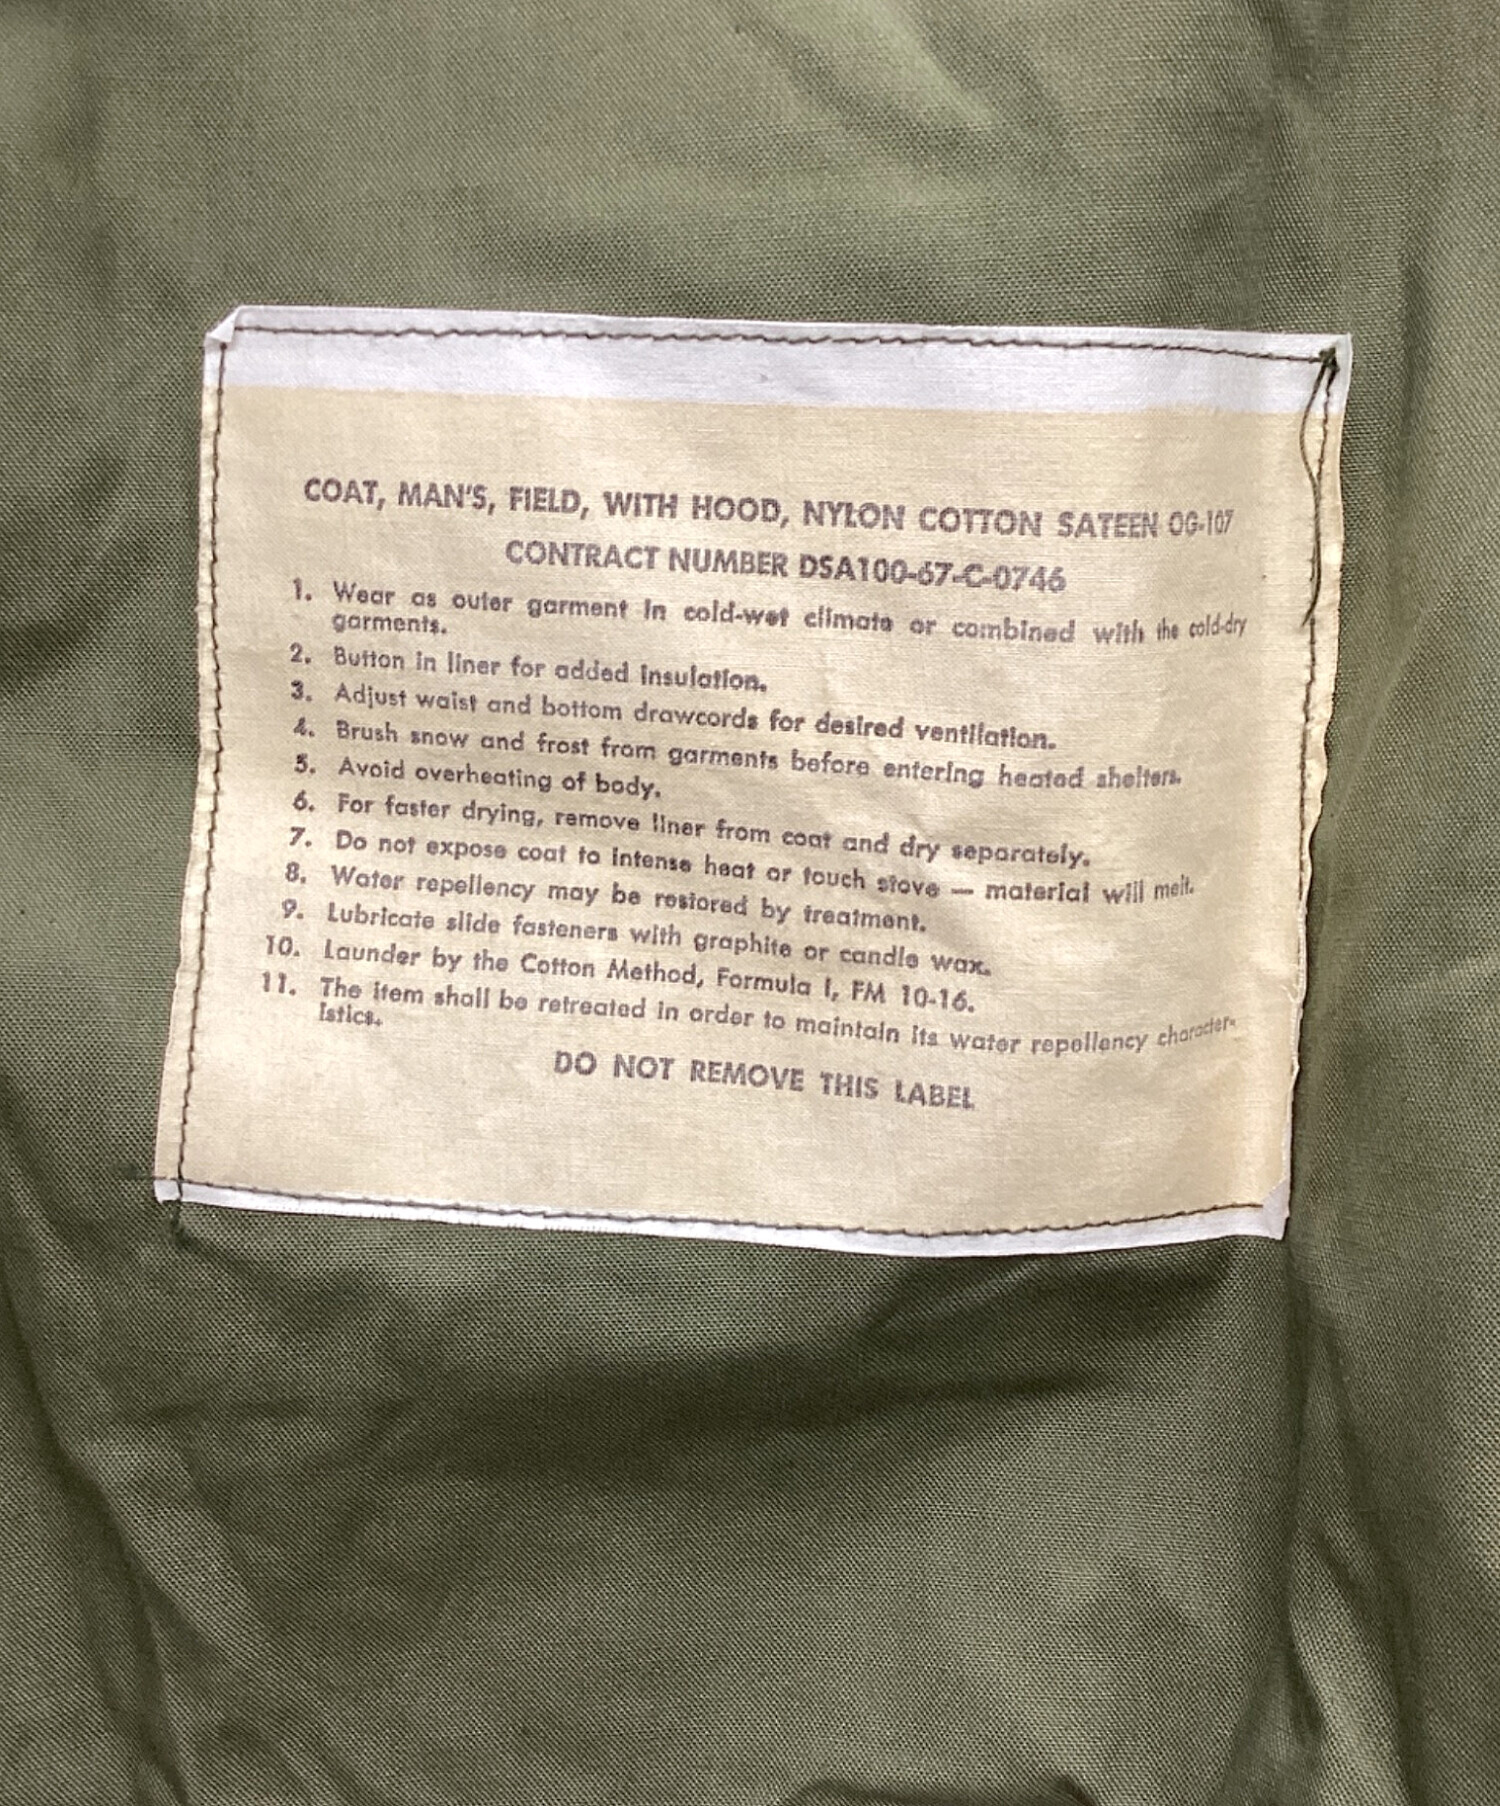 COAT, MAN'S, FIELD, WITH HOOD, NYLON COTTON SATEEN OG-107
CONTRACT NUMBER DSA100-67-C-0746
1. Wear as outer garment in cold-wet climate or combined with the cold-dry
garments.
2. Button in liner for added insulation.
3. Adjust waist and bottom drawcords for desired ventilation.
4. Brush snow and frost from garments before entering heated shelters.
5. Avoid overheating of body.
6. For faster drying, remove liner from coat and dry separately.
7. Do not expose coat to intense heat or touch stove — material will melt.
8. Water repellency may be restored by treatment.
9. Lubricate slide fasteners with graphite or candle wax.
10. Launder by the Cotton Method, Formula I, FM 10-16.
11. The item shall be retreated in order to maintain its water repellency character-
istics.
DO NOT REMOVE THIS LABEL